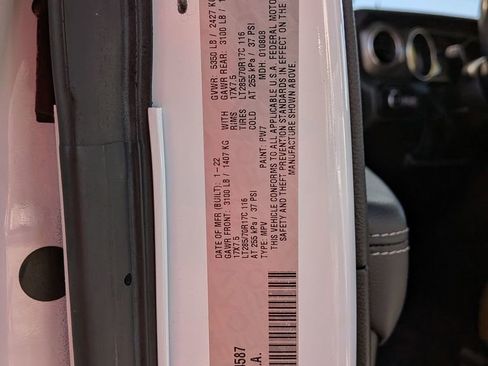 DATE OF MFR (BUILT): 1-22 GVWR: 5350 LB / 2427 KG
GAWR FRONT: 3100 LB / 1407 KG WITH GAWR REAR: 3100 LB /
17X7.5 RIMS 17X7.5
LT285/70R17C 116 TIRES LT285/70R17C 116
AT 255 kPa / 37 PSI COLD AT 255 kPa / 37 PSI
TYPE: MPV PAINT: PW7 MDH: 010808
THIS VEHICLE CONFORMS TO ALL APPLICABLE U.S.A. FEDERAL MOTOR
SAFETY AND THEFT PREVENTION STANDARDS IN EFFECT ON THE
MANUFACTURE SHOWN ABOVE.
587
.A.